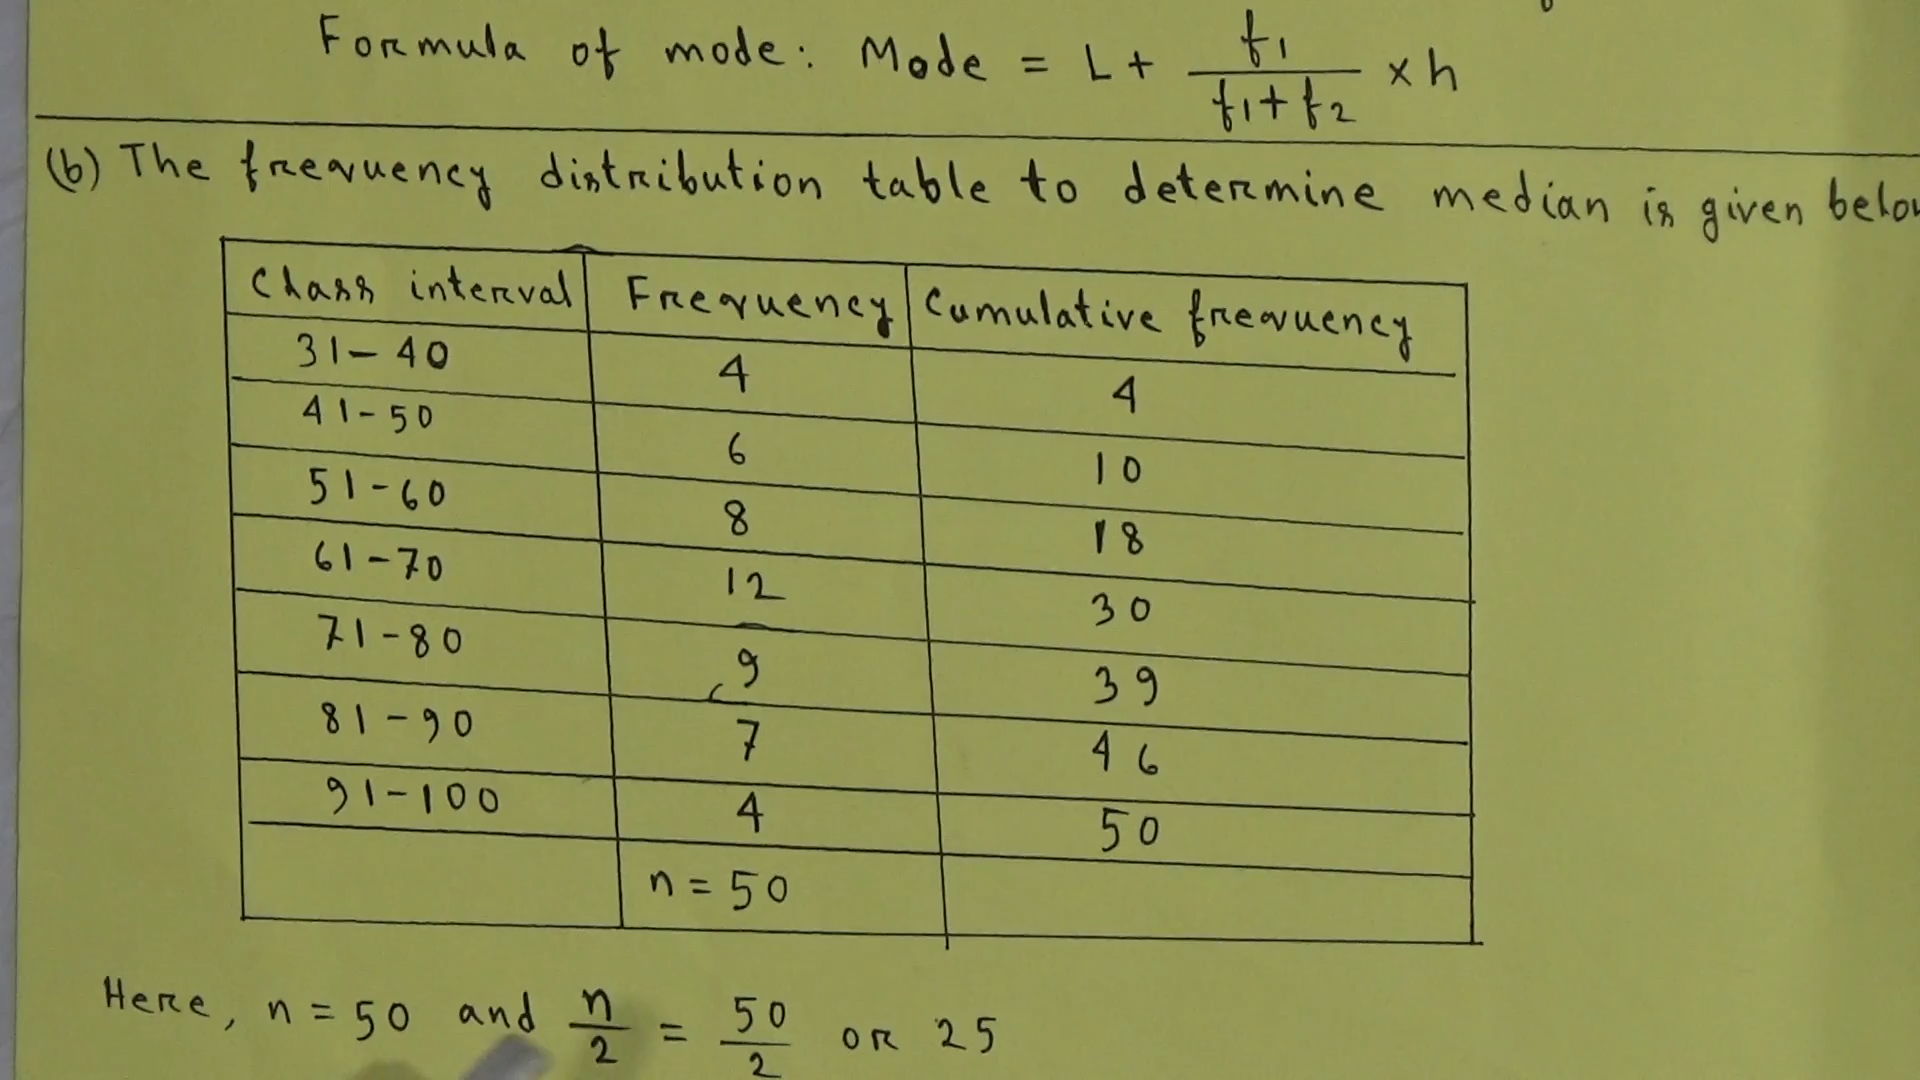 Formula of mode: Mode = L + f1/f1+f2 × h
(b) The frequency distribution table to determine median is given
Class interval Frequency Cumulative frequency
31-40 4 4
41-50 6 10
51-60 8 18
61-70 12 30
71-80 9 39
81-90 7 46
91-100 4 50
n = 50
Here, n = 50 and n/2 = 50/2 or 25